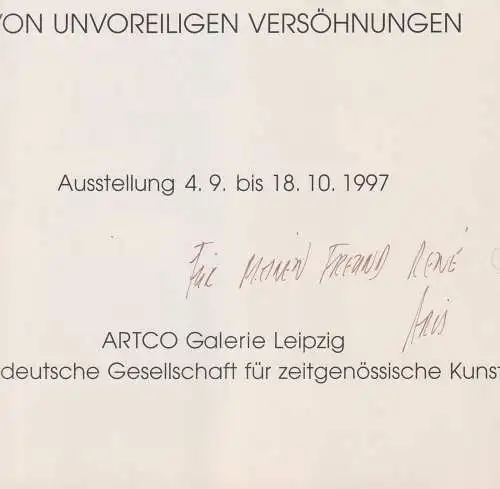 VON UNVOREILIGEN VERSÖHNUNGEN
Ausstellung 4. 9. bis 18. 10. 1997
Für meinen Freund René
Aris
ARTCO Galerie Leipzig
deutsche Gesellschaft für zeitgenössische Kunst